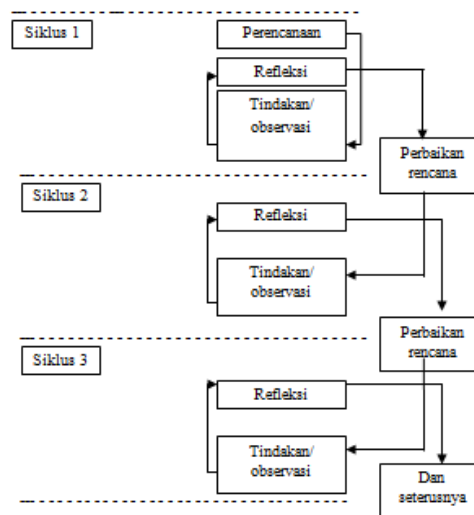 Siklus 1
Perencanaan
Refleksi
Tindakan/
observasi
Perbaikan
rencana
Siklus 2
Refleksi
Tindakan/
observasi
Perbaikan
rencana
Siklus 3
Refleksi
Tindakan/
observasi
Dan
seterusnya